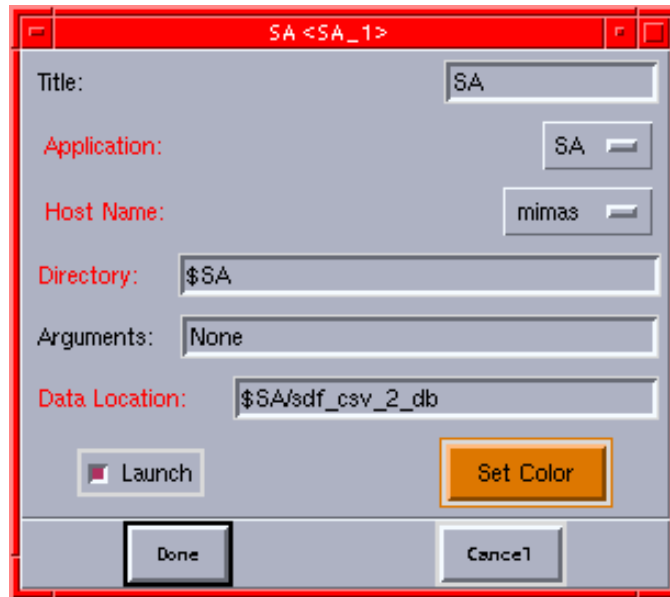 SA <SA_1>
Title: SA
Application: SA
Host Name: mimas
Directory: $SA
Arguments: None
Data Location: $SA/sdf_csv_2_db
Launch Set Color
Done Cancel